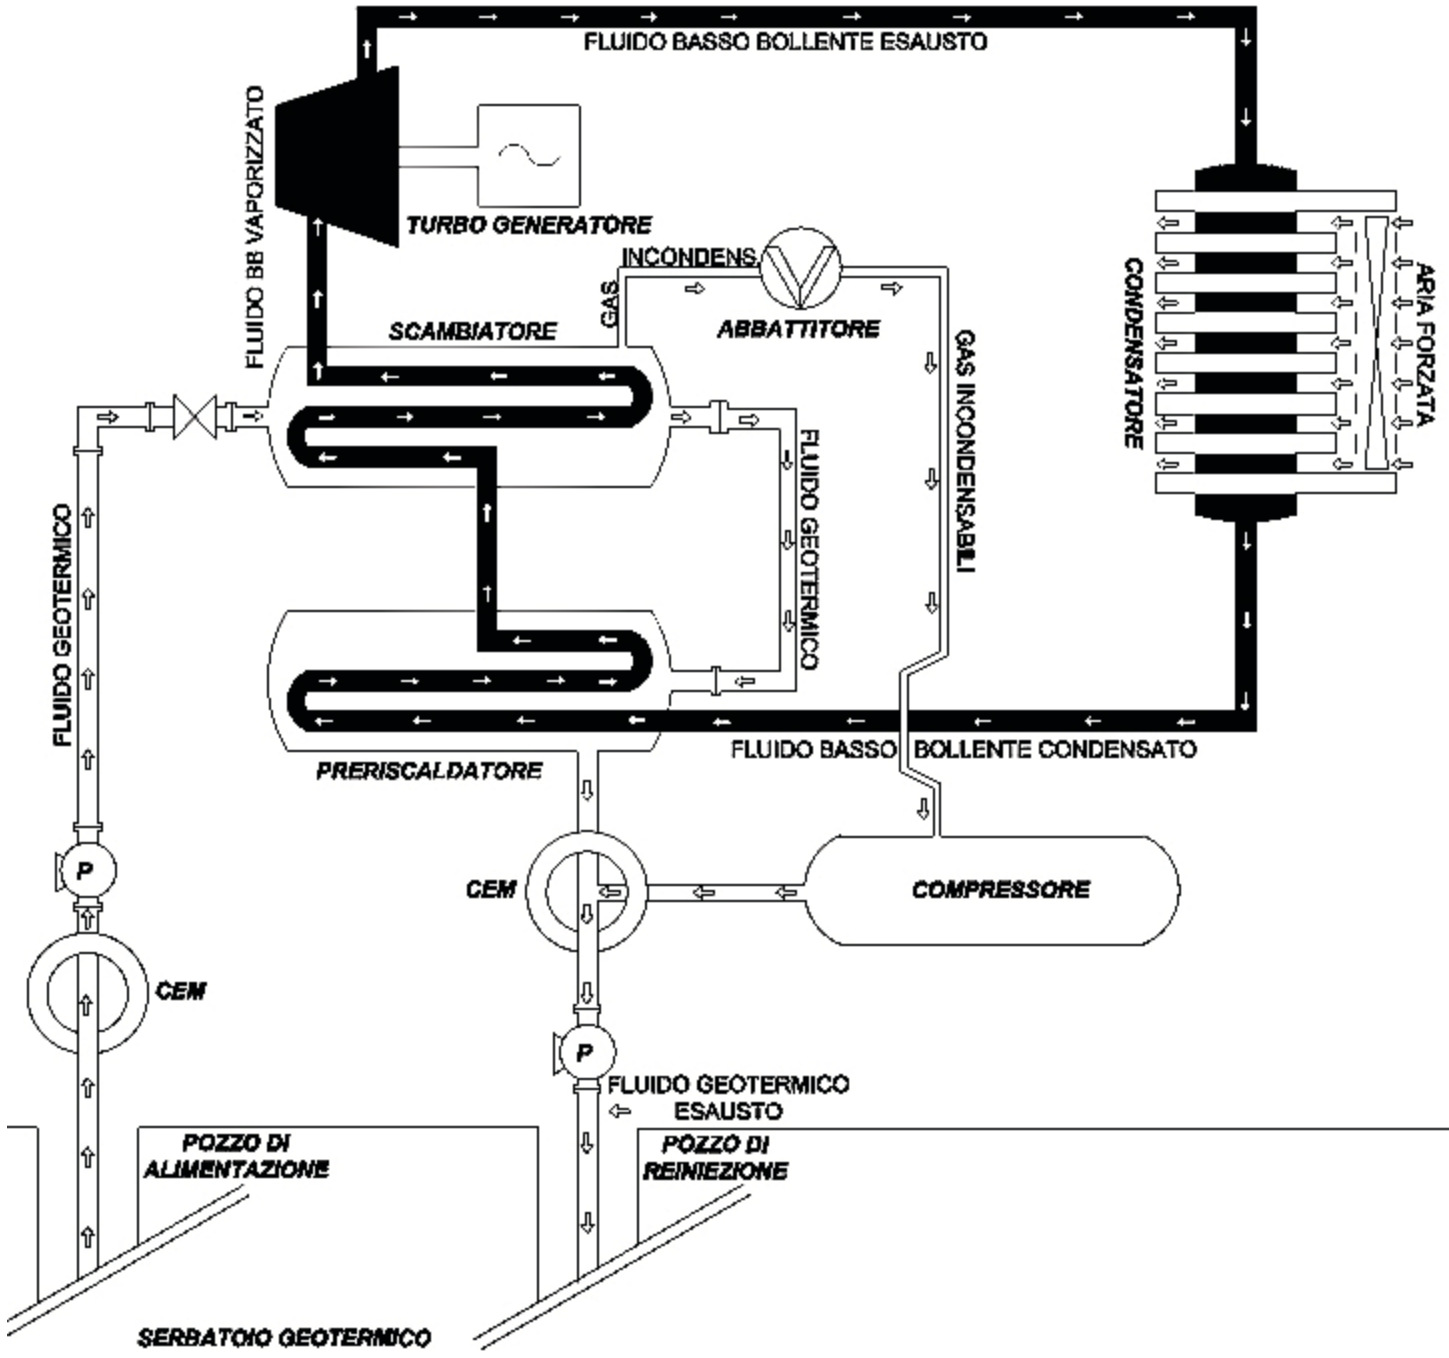 FLUIDO BASSO BOLLENTE ESAUSTO
FLUIDO BB VAPORIZZATO
TURBO GENERATORE
INCONDENS.
GAS
SCAMBIATORE
ABBATTITORE
GAS INCONDENSABILI
CONDENSATORE
ARIA FORZATA
FLUIDO GEOTERMICO
FLUIDO GEOTERMICO
FLUIDO BASSO BOLLENTE CONDENSATO
PRERISCALDATORE
P
CEM
COMPRESSORE
CEM
P
FLUIDO GEOTERMICO
ESAUSTO
POZZO DI
ALIMENTAZIONE
POZZO DI
REINIEZIONE
SERBATOIO GEOTERMICO